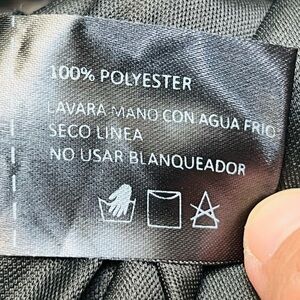 100% POLYESTER
LAVARA MANO CON AGUA FRIO
SECO LINEA
NO USAR BLANQUEADOR